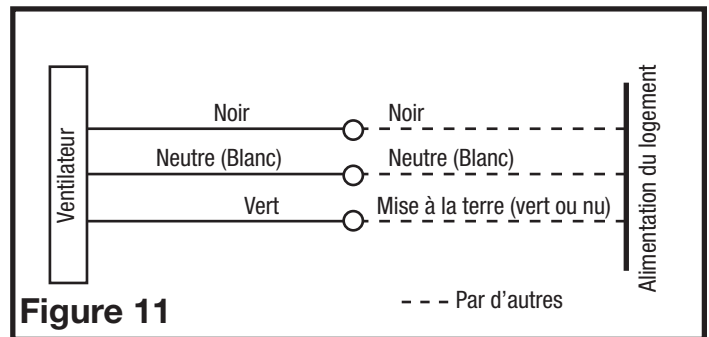 Ventilateur
Noir
Noir
Neutre (Blanc)
Neutre (Blanc)
Vert
Mise à la terre (vert ou nu)
Alimentation du logement
Par d'autres
Figure 11